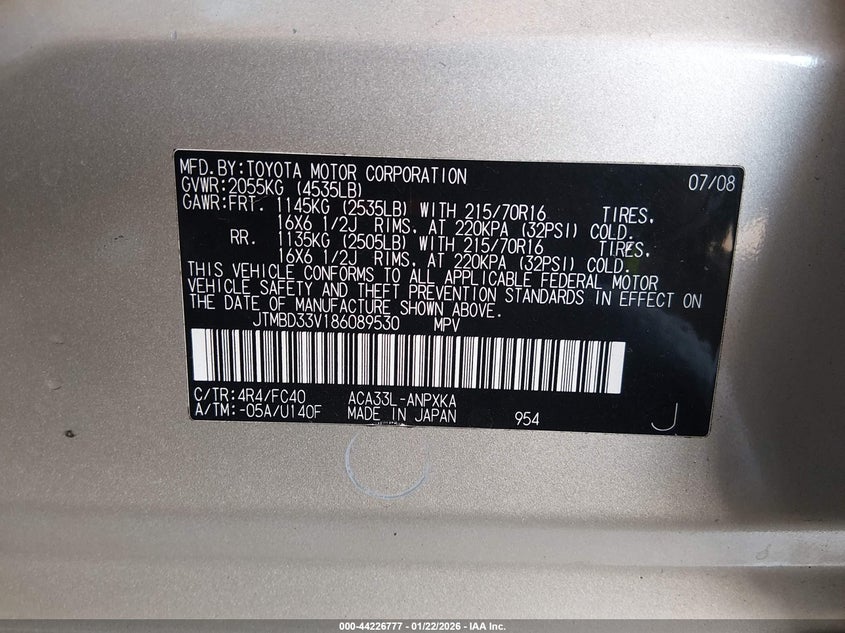 MFD.BY:TOYOTA MOTOR CORPORATION 07/08
GVWR:2055KG (4535LB)
GAWR:FRT. 1145KG (2535LB) WITH 215/70R16 TIRES,
16X6 1/2J RIMS, AT 220KPA (32PSI) COLD.
RR. 1135KG (2505LB) WITH 215/70R16 TIRES,
16X6 1/2J RIMS, AT 220KPA (32PSI) COLD.
THIS VEHICLE CONFORMS TO ALL APPLICABLE FEDERAL MOTOR
VEHICLE SAFETY AND THEFT PREVENTION STANDARDS IN EFFECT ON
THE DATE OF MANUFACTURE SHOWN ABOVE.
JTMBD33V186089530 MPV
C/TR:4R4/FC40 ACA33L-ANPXKA
A/TM:-05A/U140F MADE IN JAPAN 954 J
000-44226777 - 01/22/2026 - IAA Inc.